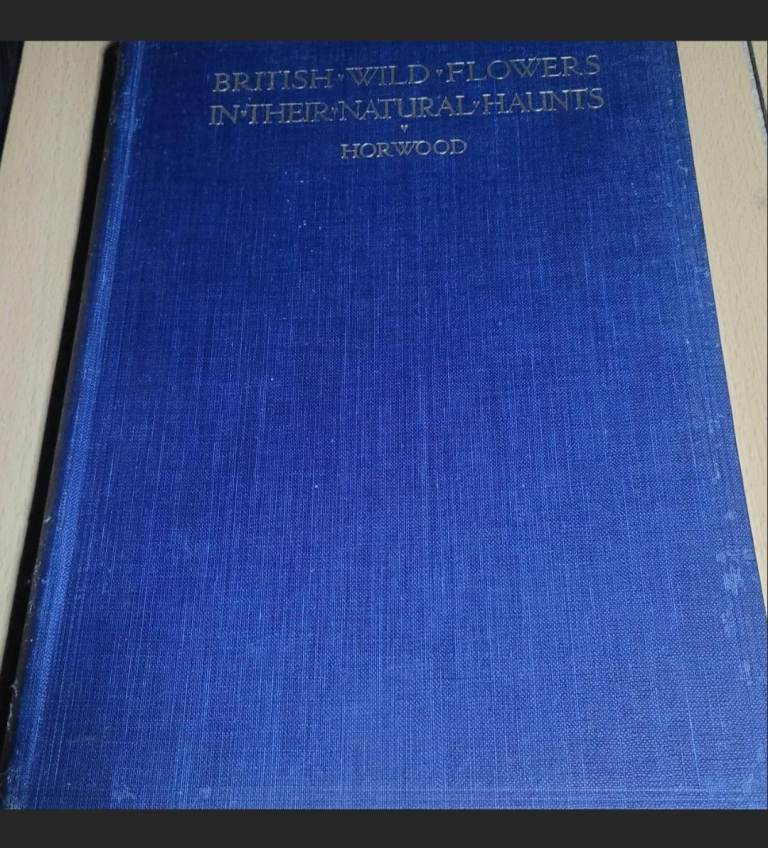 BRITISH▾WILD▾FLOWERS
IN▾THEIR▾NATURAL▾HAUNTS
▾
HORWOOD